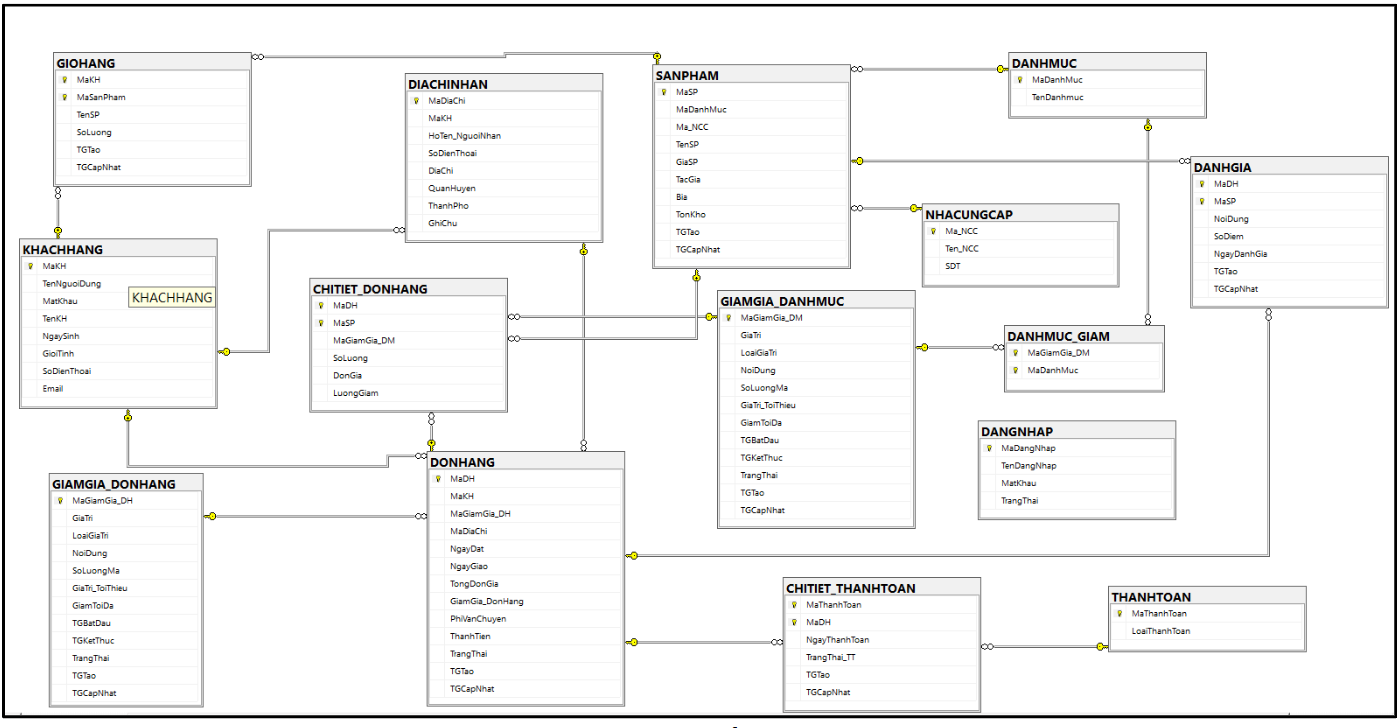 GIOHANG
MaKH
MaSanPham
TenSP
SoLuong
TGTao
TGCapNhat
DIACHINHAN
MaDiaChi
MaKH
HoTen_NguoiNhan
SoDienThoai
DiaChi
QuanHuyen
ThanhPho
GhiChu
SANPHAM
MaSP
MaDanhMuc
Ma_NCC
TenSP
GiaSP
TacGia
Bia
TonKho
TGTao
TGCapNhat
DANHMUC
MaDanhMuc
TenDanhmuc
DANHGIA
MaDH
MaSP
NoiDung
SoDiem
NgayDanhGia
TGTao
TGCapNhat
NHACUNGCAP
Ma_NCC
Ten_NCC
SDT
KHACHHANG
MaKH
TenNguoiDung
MatKhau
TenKH
NgaySinh
GioiTinh
SoDienThoai
Email
KHACHHANG
CHITIET_DONHANG
MaDH
MaSP
MaGiamGia_DM
SoLuong
DonGia
LuongGiam
GIAMGIA_DANHMUC
MaGiamGia_DM
GiaTri
LoaiGiaTri
NoiDung
SoLuongMa
GiaTri_ToiThieu
GiamToiDa
TGBatDau
TGKetThuc
TrangThai
TGTao
TGCapNhat
DANHMUC_GIAM
MaGiamGia_DM
MaDanhMuc
DANGNHAP
MaDangNhap
TenDangNhap
MatKhau
TrangThai
GIAMGIA_DONHANG
MaGiamGia_DH
GiaTri
LoaiGiaTri
NoiDung
SoLuongMa
GiaTri_ToiThieu
GiamToiDa
TGBatDau
TGKetThuc
TrangThai
TGTao
TGCapNhat
DONHANG
MaDH
MaKH
MaGiamGia_DH
MaDiaChi
NgayDat
NgayGiao
TongDonGia
GiamGia_DonHang
PhiVanChuyen
ThanhTien
TrangThai
TGTao
TGCapNhat
CHITIET_THANHTOAN
MaThanhToan
MaDH
NgayThanhToan
TrangThai_TT
TGTao
TGCapNhat
THANHTOAN
MaThanhToan
LoaiThanhToan